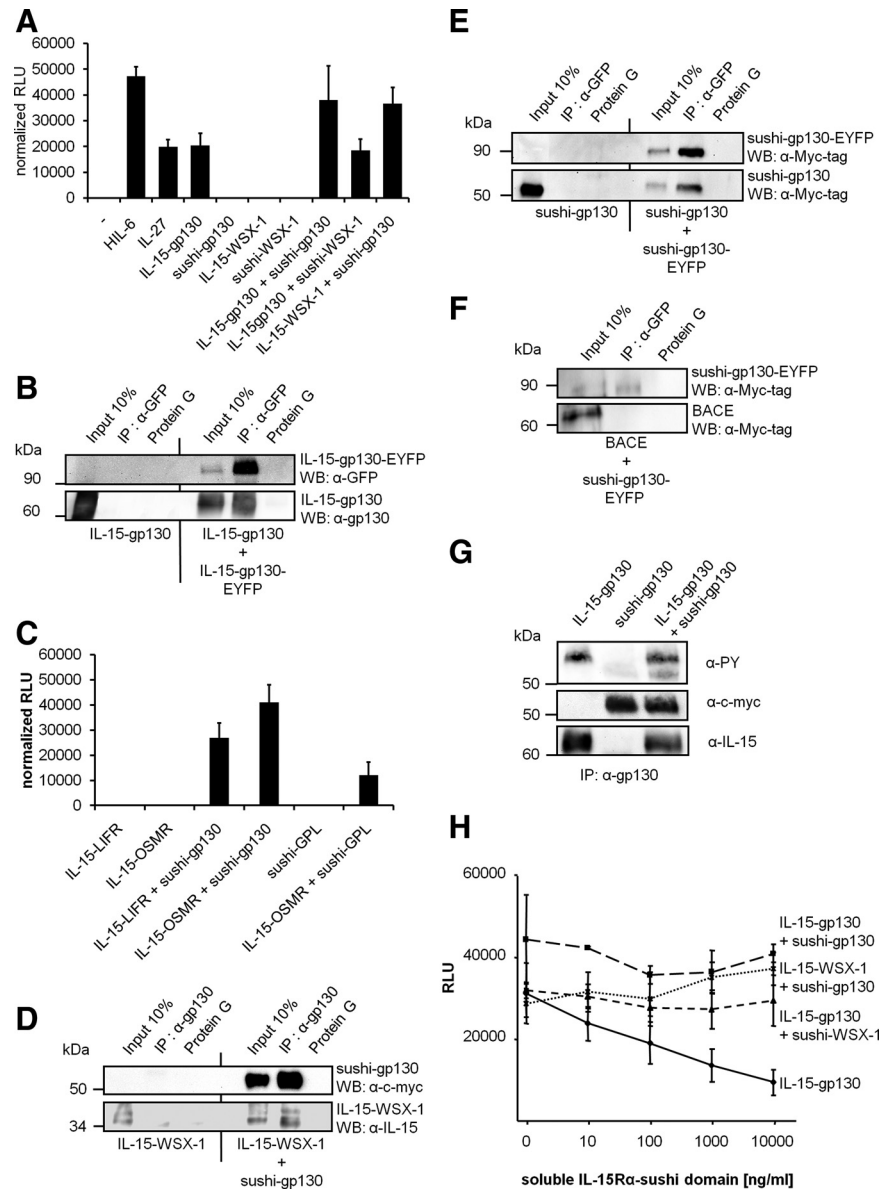 A
60000
50000
40000
30000
20000
10000
0
normalized RLU
-
HIL-6
IL-27
IL-15-gp130
sushi-gp130
IL-15-WSX-1
sushi-WSX-1
IL-15-gp130 + sushi-gp130
IL-15gp130 + sushi-WSX-1
IL-15-WSX-1 + sushi-gp130
B
Input 10%
IP : α-GFP
Protein G
Input 10%
IP : α-GFP
Protein G
kDa
90
60
IL-15-gp130-EYFP
WB: α-GFP
IL-15-gp130
WB: α-gp130
IL-15-gp130
IL-15-gp130
+
IL-15-gp130-
EYFP
C
100000
50000
40000
30000
20000
10000
0
normalized RLU
IL-15-LIFR
IL-15-OSMR
IL-15-LIFR + sushi-gp130
IL-15-OSMR + sushi-gp130
sushi-GPL
IL-15-OSMR + sushi-GPL
D
Input 10%
IP : α-gp130
Protein G
Input 10%
IP: α-gp130
Protein G
kDa
50
34
sushi-gp130
WB: α-c-myc
IL-15-WSX-1
WB: α-IL-15
IL-15-WSX-1
IL-15-WSX-1
+
sushi-gp130
E
Input 10%
IP : α-GFP
Protein G
Input 10%
IP : α-GFP
Protein G
kDa
90
50
sushi-gp130-EYFP
WB: α-Myc-tag
sushi-gp130
WB: α-Myc-tag
sushi-gp130
sushi-gp130
+
sushi-gp130-
EYFP
F
Input 10%
IP : α-GFP
Protein G
kDa
90
60
sushi-gp130-EYFP
WB: α-Myc-tag
BACE
WB: α-Myc-tag
BACE
+
sushi-gp130-
EYFP
G
IL-15-gp130
sushi-gp130
IL-15-gp130
+ sushi-gp130
kDa
50
50
60
α-PY
α-c-myc
α-IL-15
IP: α-gp130
H
60000
40000
20000
RLU
IL-15-gp130
+ sushi-gp130
IL-15-WSX-1
+ sushi-gp130
IL-15-gp130
+ sushi-WSX-1
IL-15-gp130
0
10
100
1000
10000
soluble IL-15Rα-sushi domain [ng/ml]